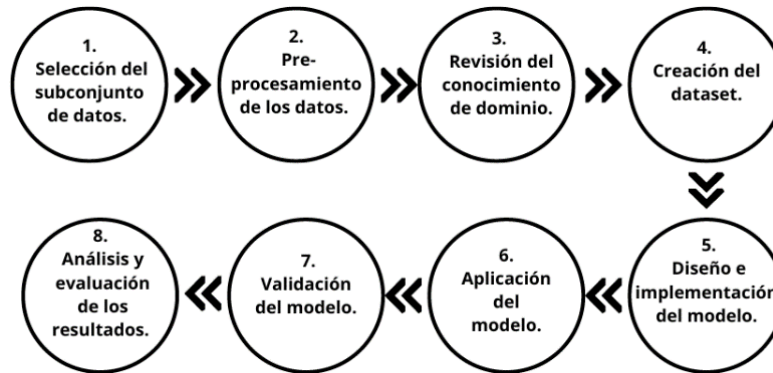 1.
Selección del
subconjunto
de datos.
2.
Pre-
procesamiento
de los datos.
3.
Revisión del
conocimiento
de dominio.
4.
Creación del
dataset.
5.
Diseño e
implementación
del modelo.
6.
Aplicación
del
modelo.
7.
Validación
del modelo.
8.
Análisis y
evaluación
de los
resultados.